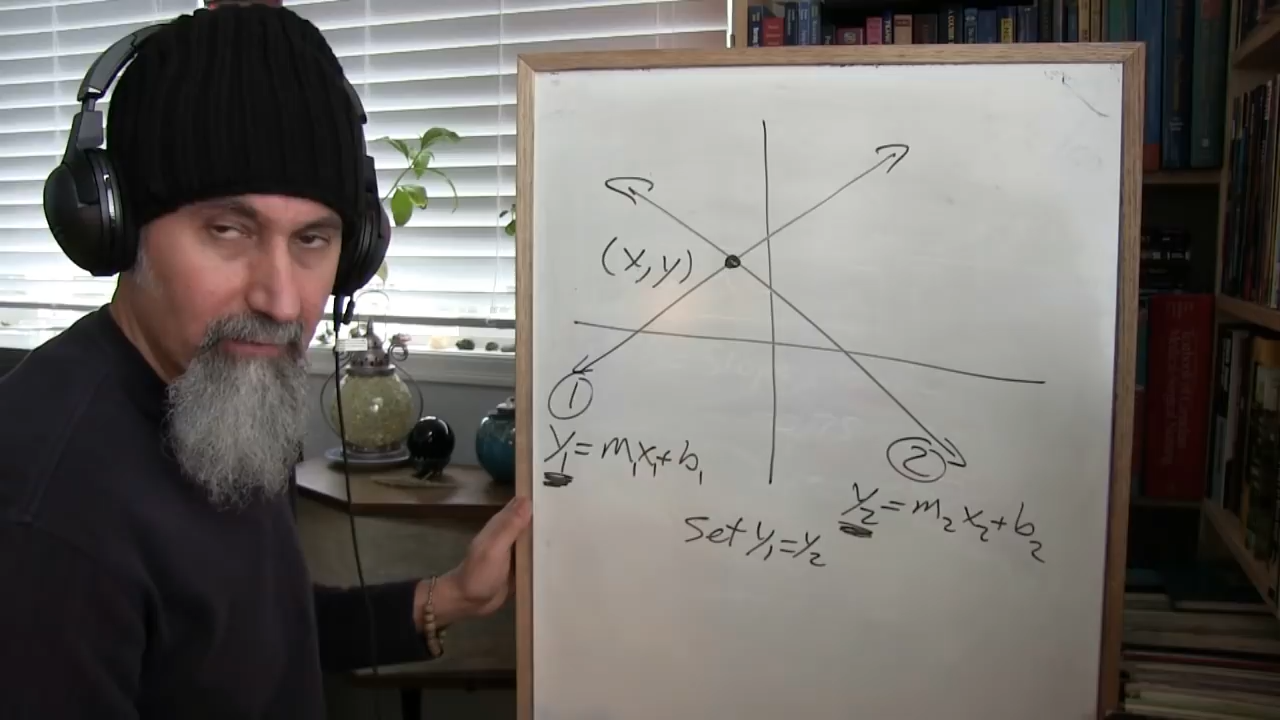 (x,y)
1
y₁=m₁x₁+b₁
2
y₂=m₂x₂+b₂
Set y₁=y₂